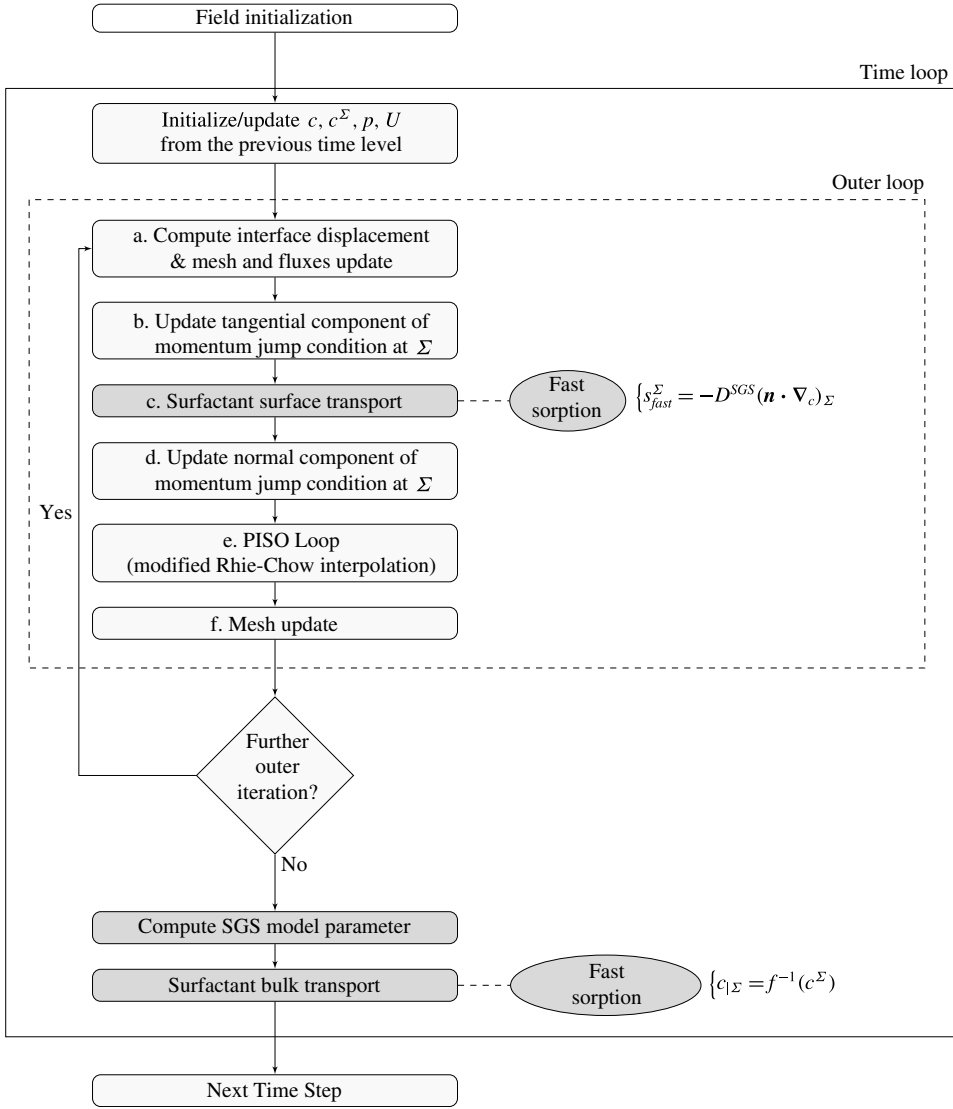 Field initialization
Time loop
Initialize/update c, c^Σ, p, U
from the previous time level
Outer loop
a. Compute interface displacement
& mesh and fluxes update
b. Update tangential component of
momentum jump condition at Σ
c. Surfactant surface transport
Fast
sorption
{s^Σ_fast = −D^SGS(n · ∇_c)_Σ
d. Update normal component of
momentum jump condition at Σ
Yes
e. PISO Loop
(modified Rhie-Chow interpolation)
f. Mesh update
Further
outer
iteration?
No
Compute SGS model parameter
Surfactant bulk transport
Fast
sorption
{c_|Σ = f^−1(c^Σ)
Next Time Step